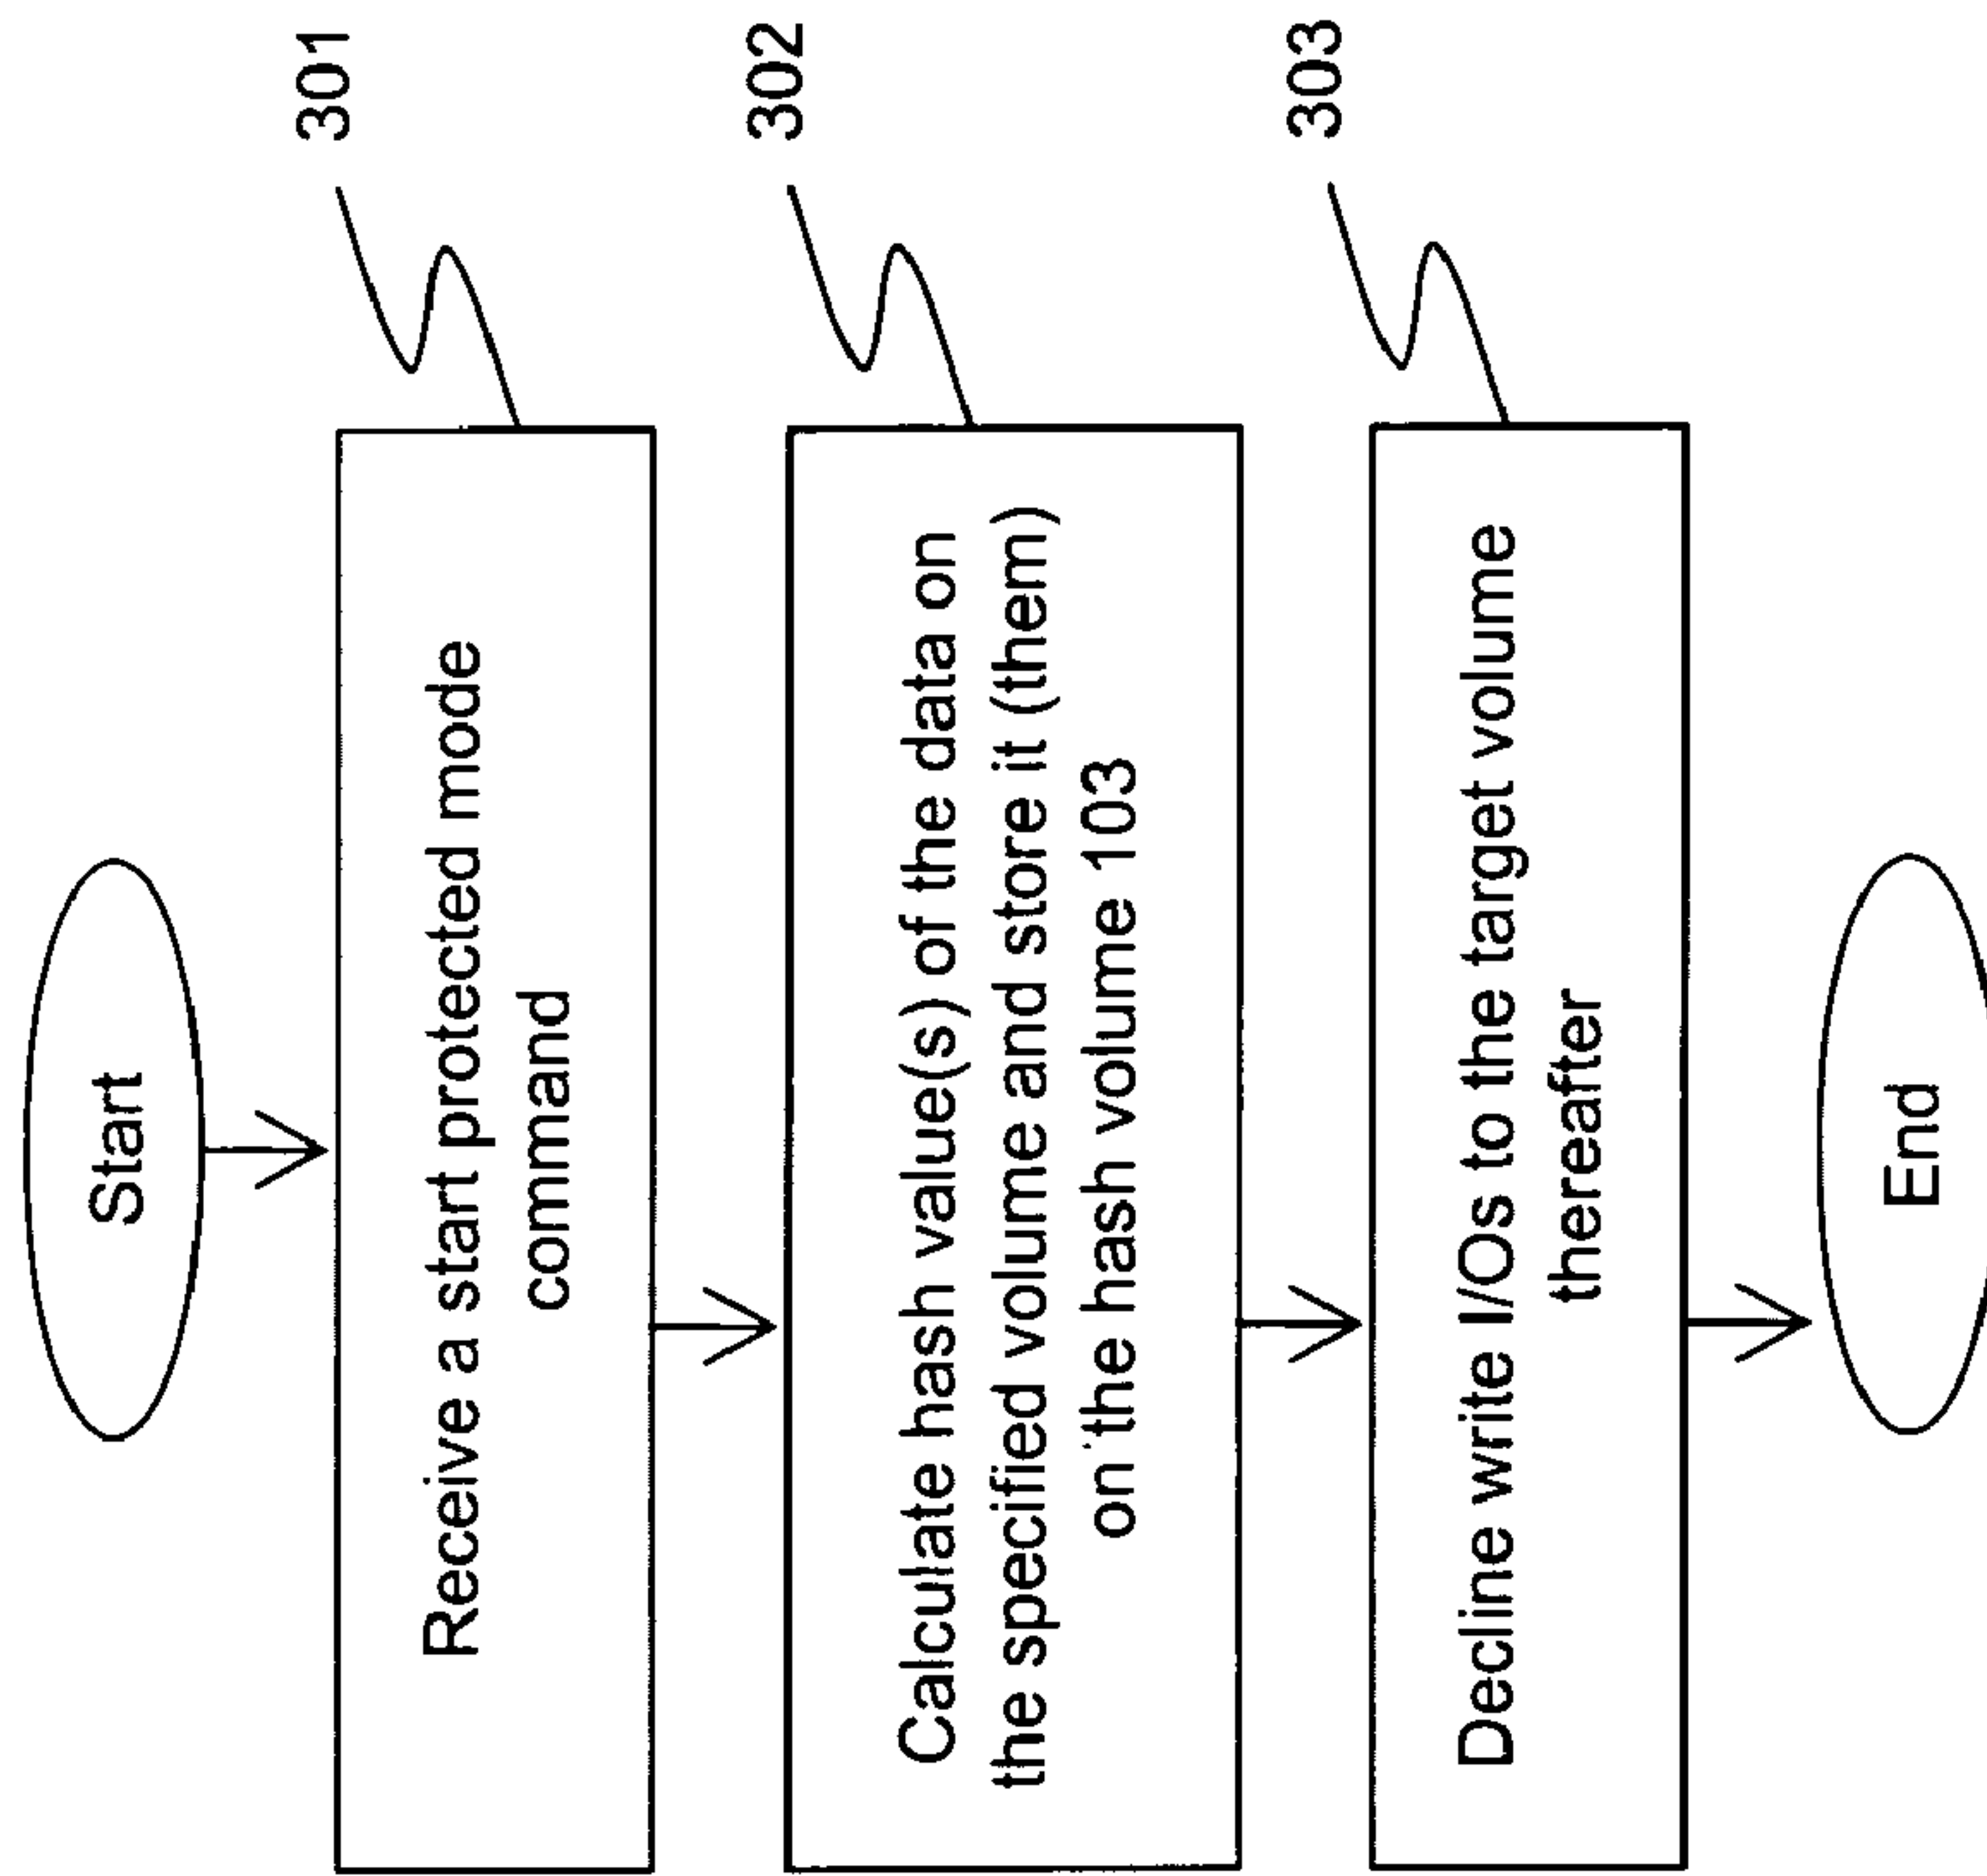 Start
301
Receive a start protected mode
command
302
Calculate hash value(s) of the data on
the specified volume and store it (them)
on the hash volume 103
303
Decline write I/Os to the target volume
thereafter
End